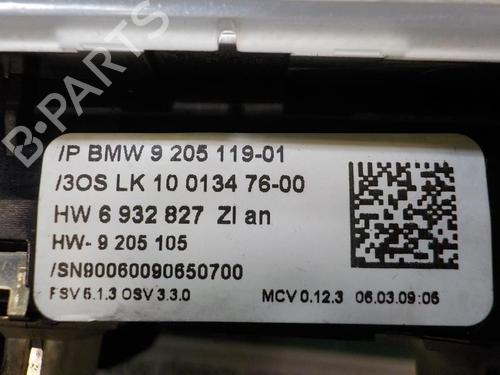 B-PARTS
/P BMW 9 205 119-01
/3OS LK 10 0134 76-00
HW 6 932 827 ZI an
HW- 9 205 105
/SN90060090650700
FSV 5.1.3 OSV 3.3.0 MCV 0.12.3 06.03.09:06